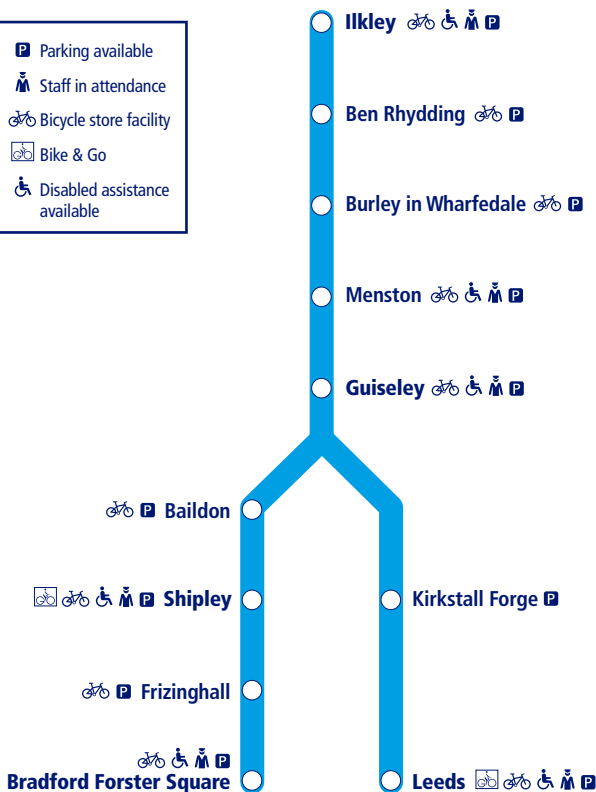 P Parking available
Staff in attendance
Bicycle store facility
Bike & Go
Disabled assistance
available
Ilkley P
Ben Rhydding P
Burley in Wharfedale P
Menston P
Guiseley P
P Baildon
P Shipley
Kirkstall Forge P
P Frizinghall
P
Bradford Forster Square
Leeds P